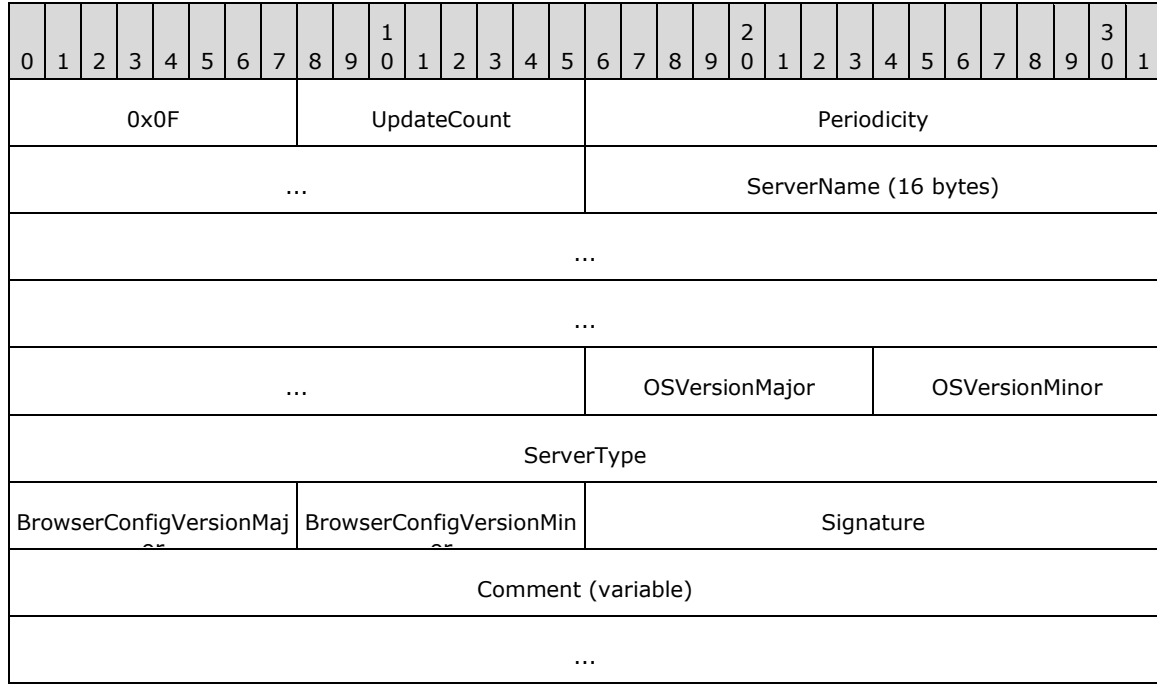 1 2 3
0 1 2 3 4 5 6 7 8 9 0 1 2 3 4 5 6 7 8 9 0 1 2 3 4 5 6 7 8 9 0 1
0x0F UpdateCount Periodicity
... ServerName (16 bytes)
...
...
... OSVersionMajor OSVersionMinor
ServerType
BrowserConfigVersionMaj BrowserConfigVersionMin Signature
or or
Comment (variable)
...